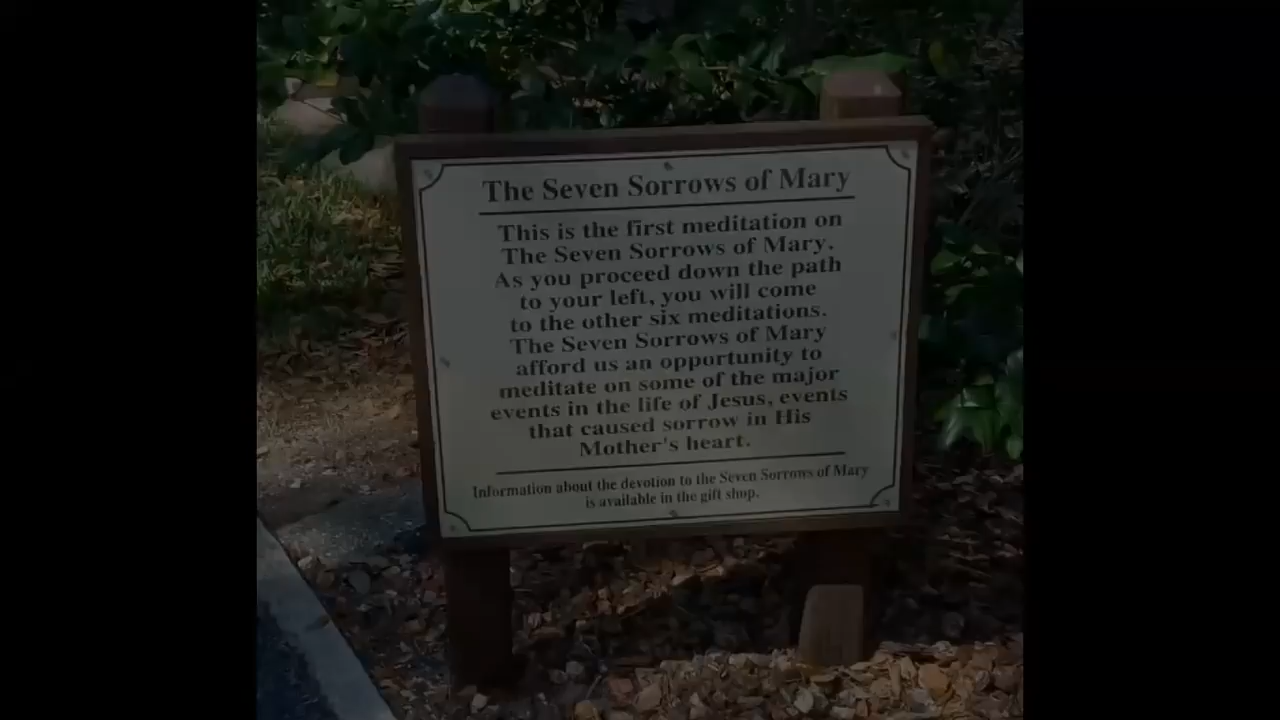 The Seven Sorrows of Mary
This is the first meditation on
The Seven Sorrows of Mary.
As you proceed down the path
to your left, you will come
to the other six meditations.
The Seven Sorrows of Mary
afford us an opportunity to
meditate on some of the major
events in the life of Jesus, events
that caused sorrow in His
Mother's heart.
Information about the devotion to the Seven Sorrows of Mary
is available in the gift shop.